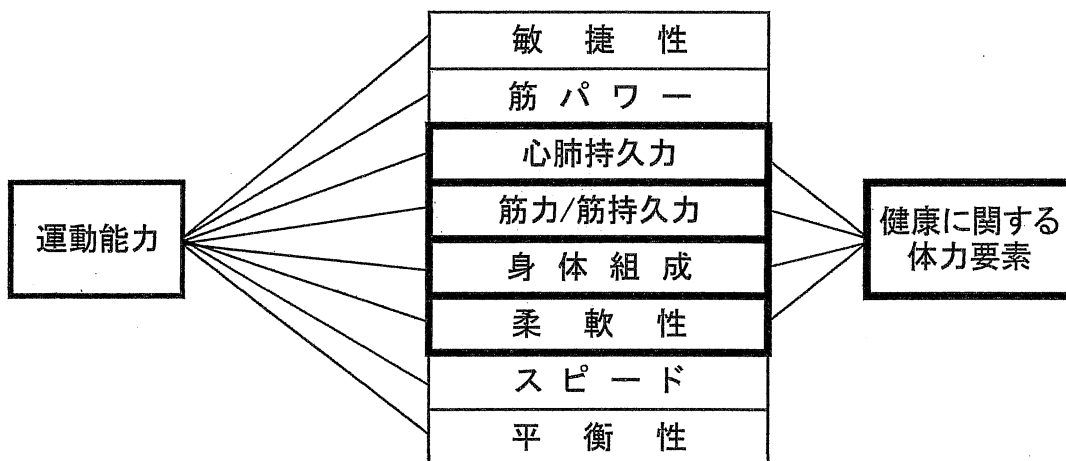 運動能力
敏捷性
筋パワー
心肺持久力
筋力/筋持久力
身体組成
柔軟性
スピード
平衡性
健康に関する
体力要素